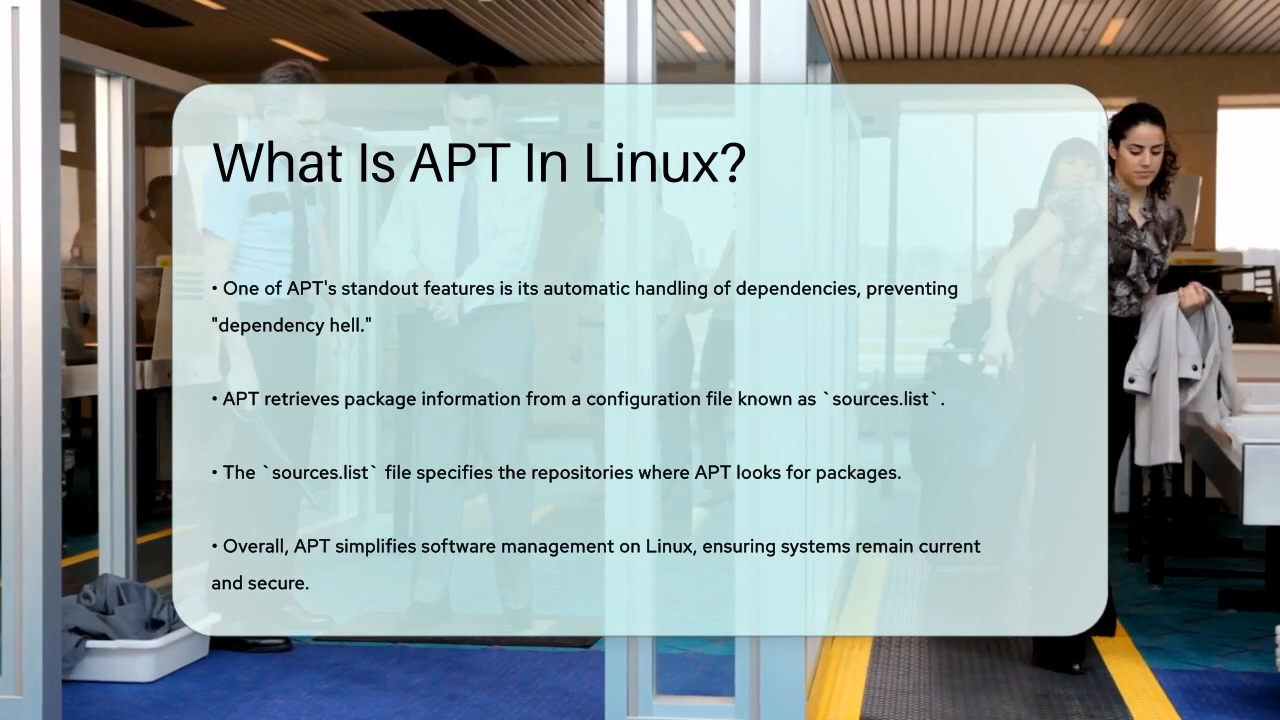 What Is APT In Linux?
• One of APT's standout features is its automatic handling of dependencies, preventing
"dependency hell."
• APT retrieves package information from a configuration file known as `sources.list`.
• The `sources.list` file specifies the repositories where APT looks for packages.
• Overall, APT simplifies software management on Linux, ensuring systems remain current
and secure.